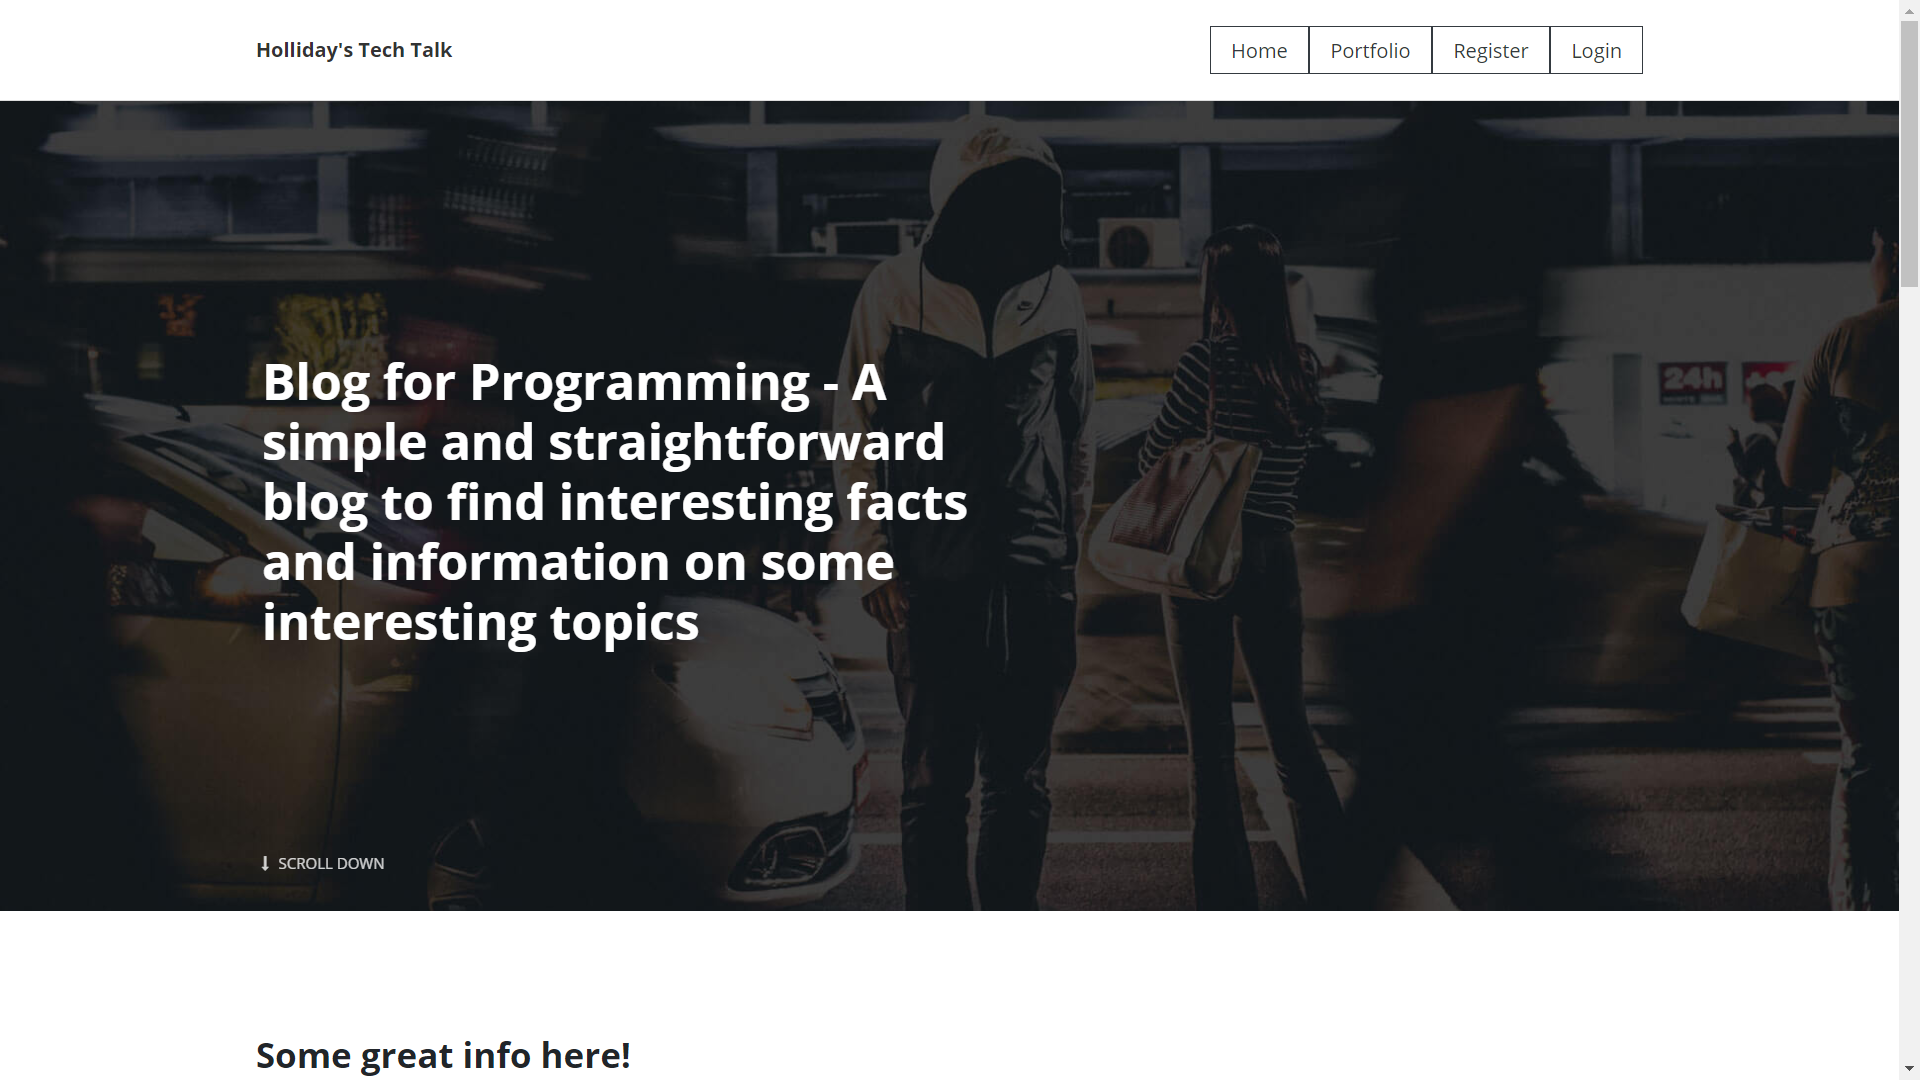 Holliday's Tech Talk
Home
Portfolio
Register
Login
24h
Blog for Programming - A
simple and straightforward
blog to find interesting facts
and information on some
interesting topics
SCROLL DOWN
Some great info here!